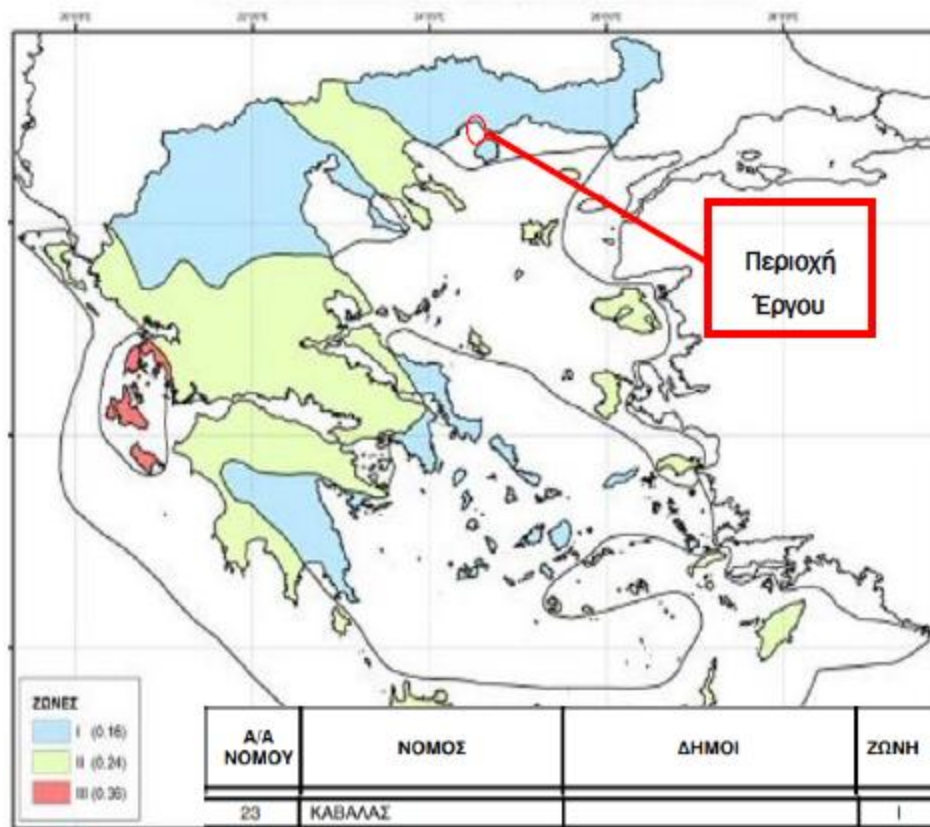 Περιοχή
Έργου
ΖΩΝΕΣ
I (0.16)
II (0.24)
III (0.36)
Α/Α ΝΟΜΟΥ ΝΟΜΟΣ ΔΗΜΟΙ ΖΩΝΗ
23 ΚΑΒΑΛΑΣ I